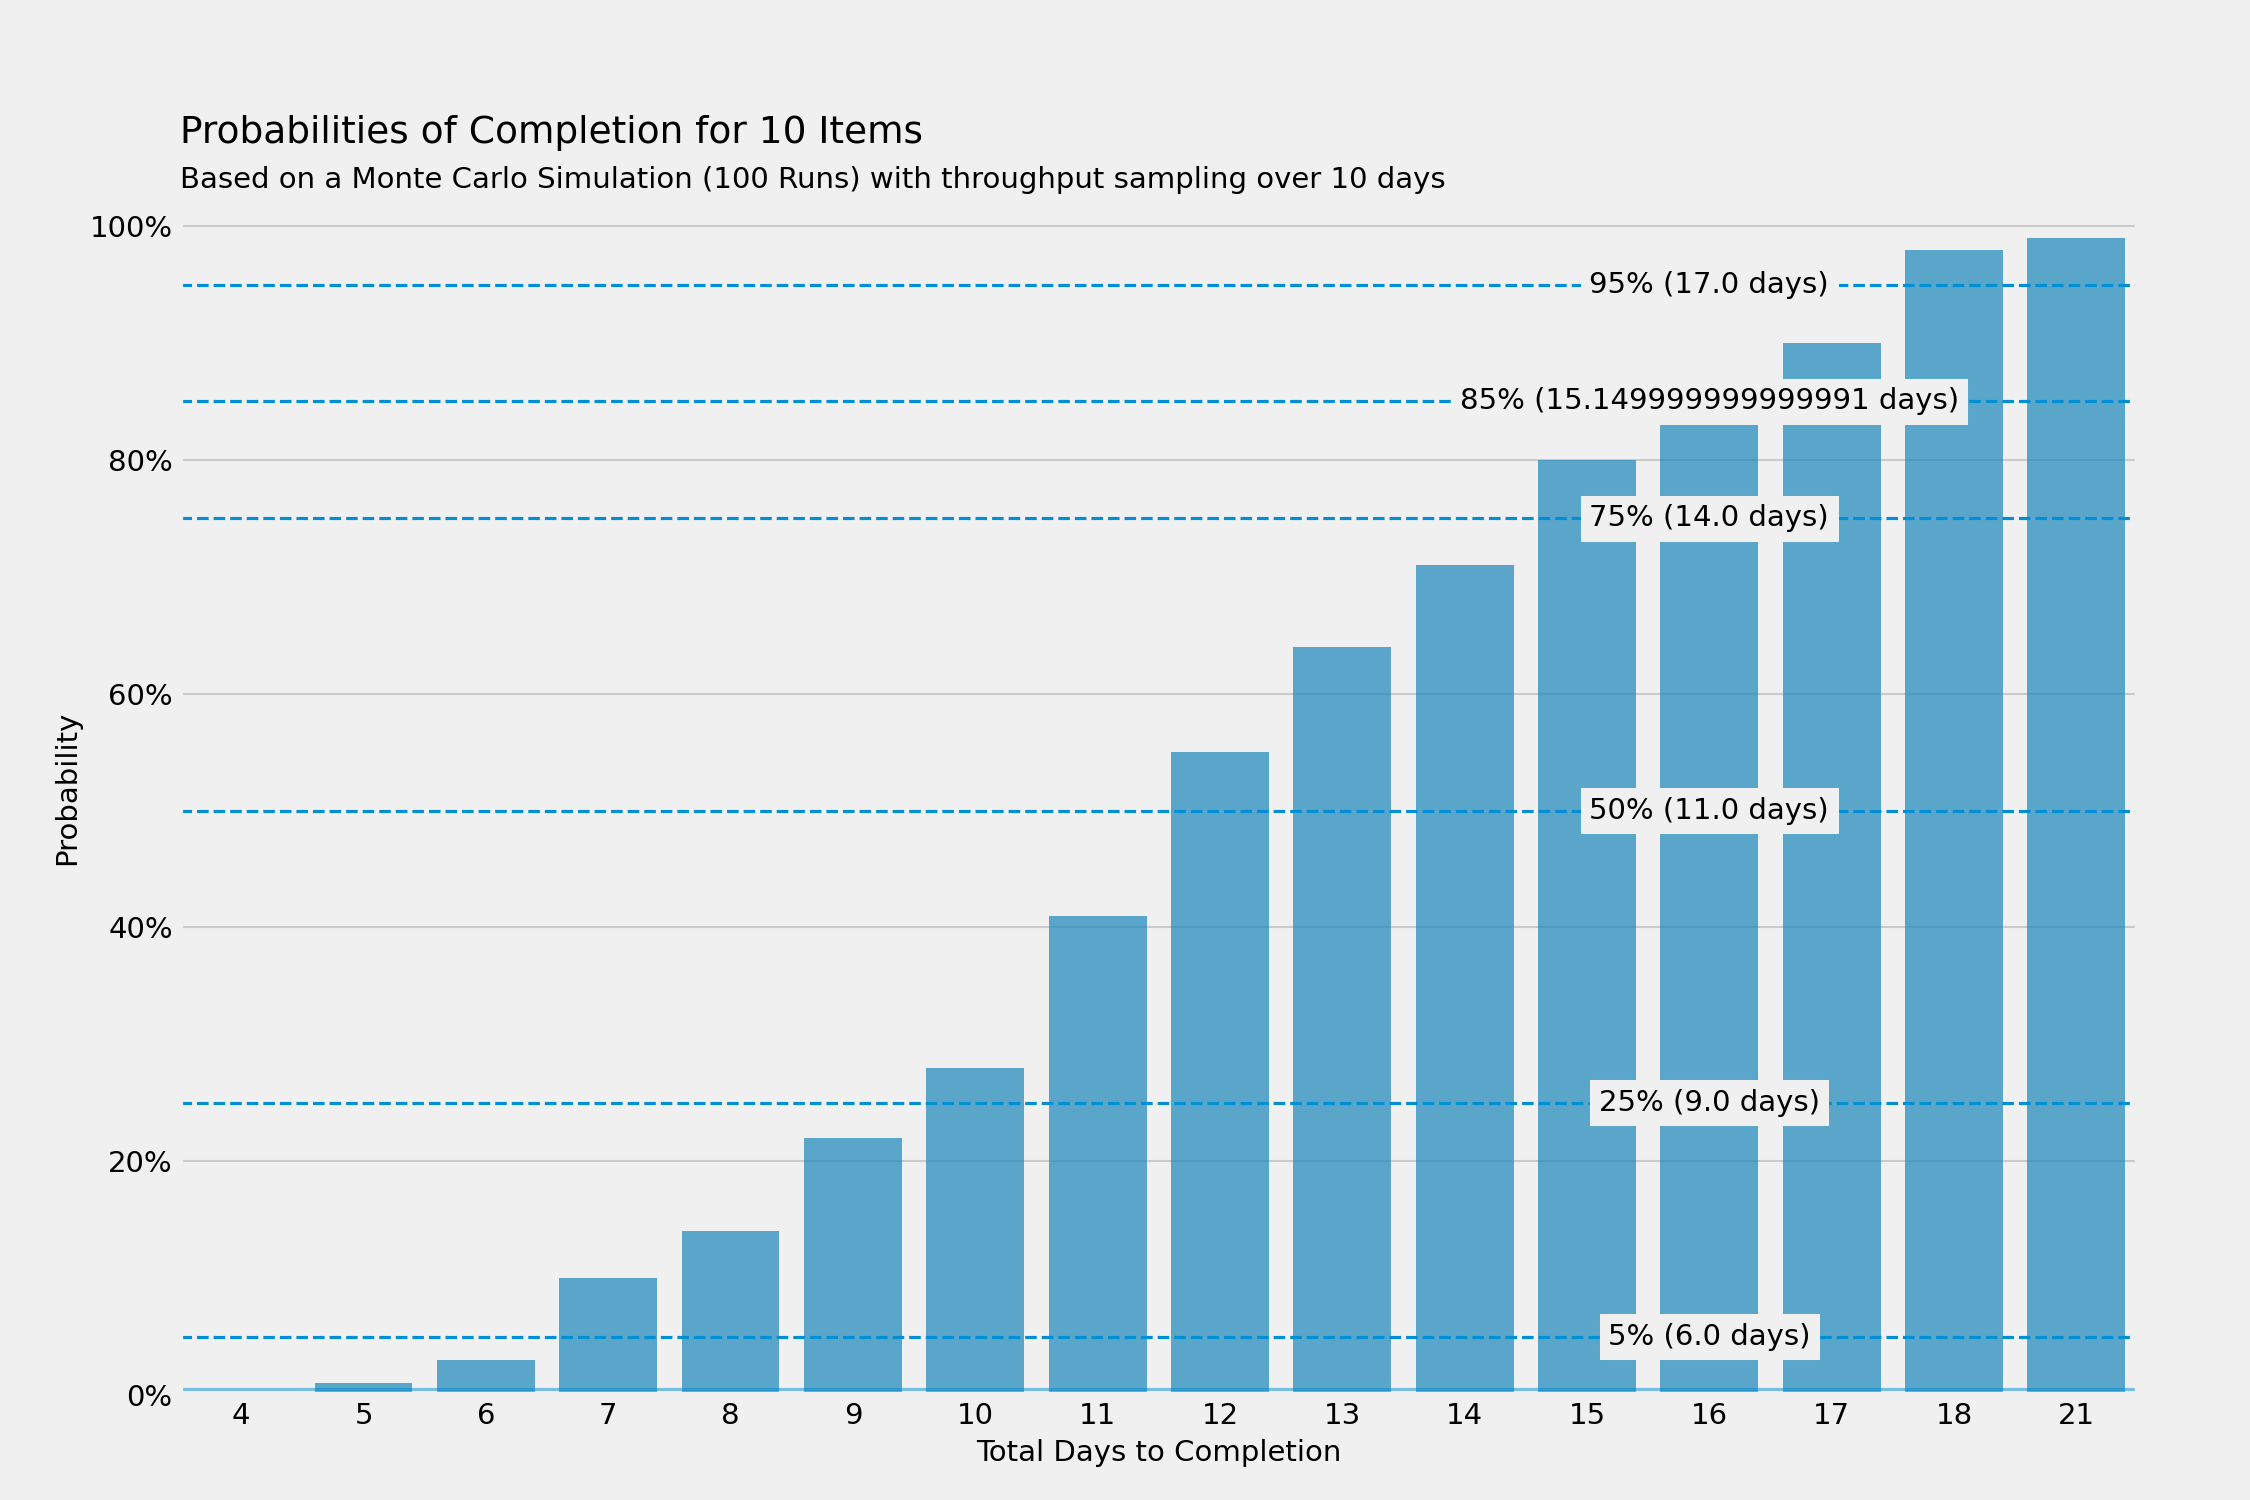 Probabilities of Completion for 10 Items
Based on a Monte Carlo Simulation (100 Runs) with throughput sampling over 10 days
100%
95% (17.0 days)
85% (15.149999999999991 days)
80%
75% (14.0 days)
60%
Probability
50% (11.0 days)
40%
25% (9.0 days)
20%
5% (6.0 days)
0%
4 5 6 7 8 9 10 11 12 13 14 15 16 17 18 21
Total Days to Completion